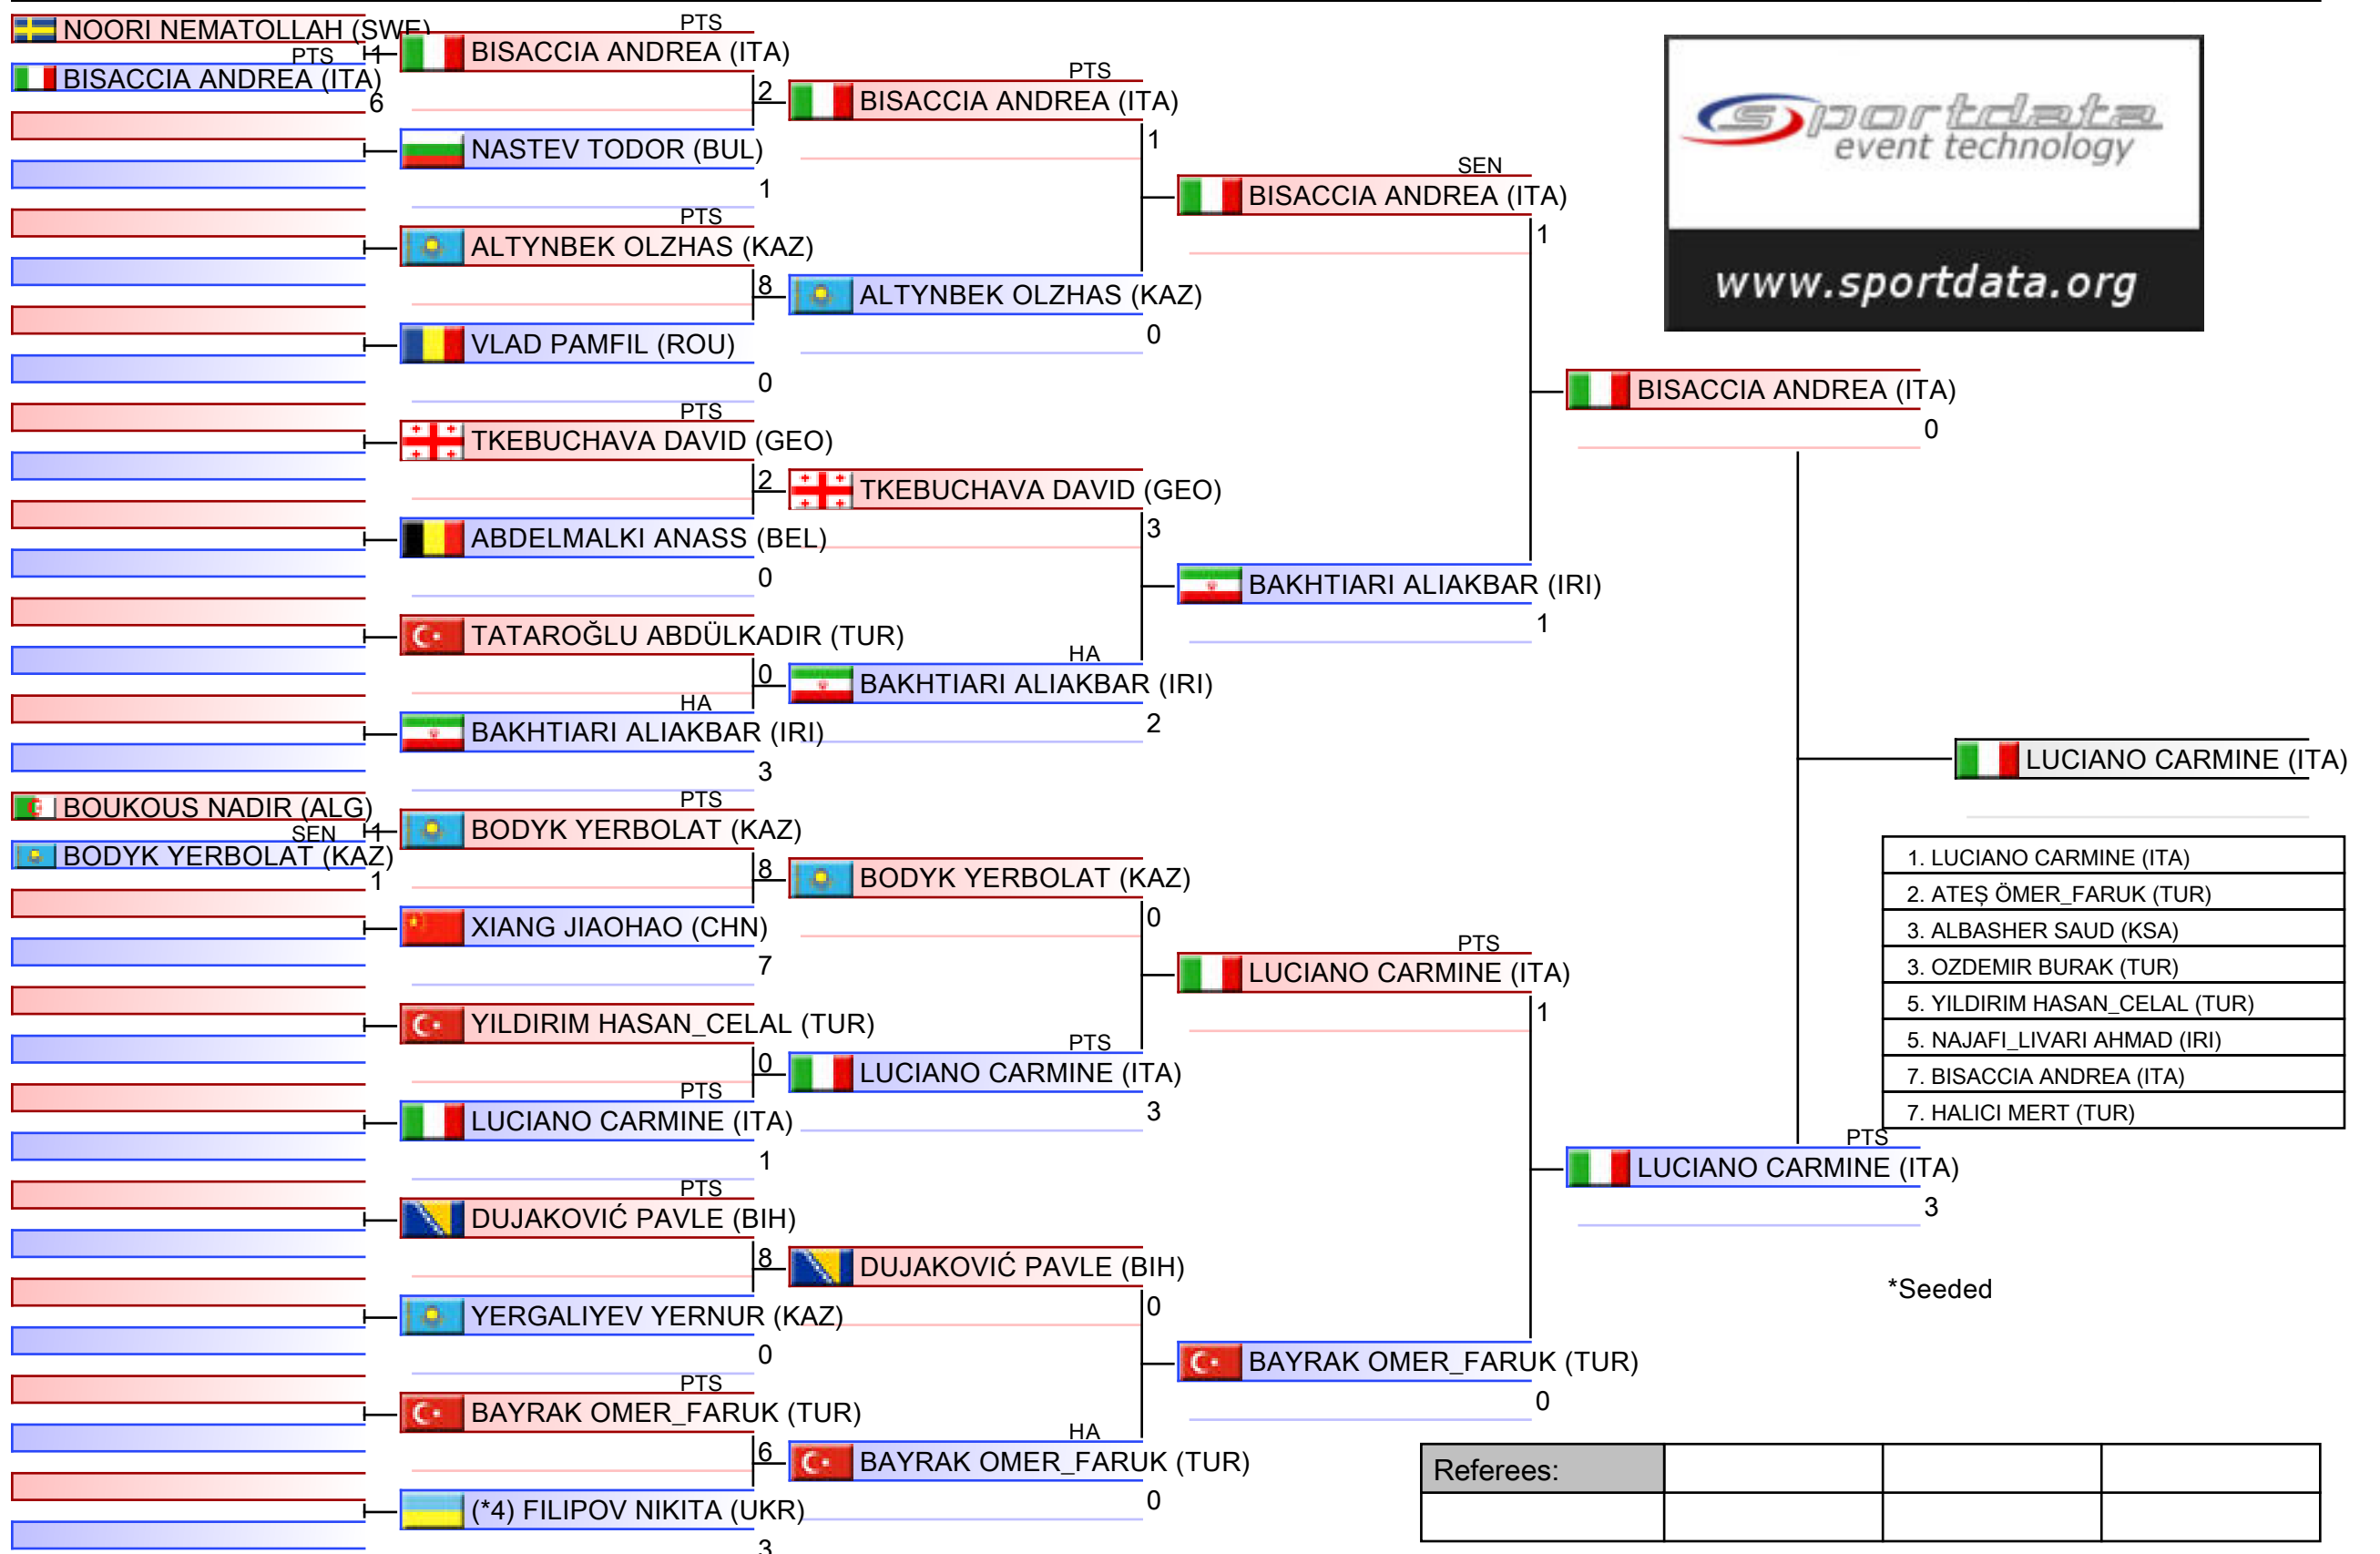 NOORI NEMATOLLAH (SWE)
PTS 1
BISACCIA ANDREA (ITA)
6
BOUKOUS NADIR (ALG)
SEN 1
BODYK YERBOLAT (KAZ)
1
PTS
BISACCIA ANDREA (ITA)
2
NASTEV TODOR (BUL)
1
PTS
ALTYNBEK OLZHAS (KAZ)
8
VLAD PAMFIL (ROU)
0
PTS
TKEBUCHAVA DAVID (GEO)
2
ABDELMALKI ANASS (BEL)
0
TATAROĞLU ABDÜLKADIR (TUR)
0
HA
BAKHTIARI ALIAKBAR (IRI)
3
PTS
BODYK YERBOLAT (KAZ)
8
XIANG JIAOHAO (CHN)
7
YILDIRIM HASAN_CELAL (TUR)
0
PTS
LUCIANO CARMINE (ITA)
1
PTS
DUJAKOVIĆ PAVLE (BIH)
8
YERGALIYEV YERNUR (KAZ)
0
PTS
BAYRAK OMER_FARUK (TUR)
6
(*4) FILIPOV NIKITA (UKR)
3
PTS
BISACCIA ANDREA (ITA)
1
ALTYNBEK OLZHAS (KAZ)
0
TKEBUCHAVA DAVID (GEO)
3
HA
BAKHTIARI ALIAKBAR (IRI)
2
BODYK YERBOLAT (KAZ)
0
PTS
LUCIANO CARMINE (ITA)
3
DUJAKOVIĆ PAVLE (BIH)
0
HA
BAYRAK OMER_FARUK (TUR)
0
SEN
BISACCIA ANDREA (ITA)
1
BAKHTIARI ALIAKBAR (IRI)
1
PTS
LUCIANO CARMINE (ITA)
1
BAYRAK OMER_FARUK (TUR)
0
sportdata
event technology
www.sportdata.org
BISACCIA ANDREA (ITA)
0
PTS
LUCIANO CARMINE (ITA)
3
LUCIANO CARMINE (ITA)
1. LUCIANO CARMINE (ITA)
2. ATEŞ ÖMER_FARUK (TUR)
3. ALBASHER SAUD (KSA)
3. OZDEMIR BURAK (TUR)
5. YILDIRIM HASAN_CELAL (TUR)
5. NAJAFI_LIVARI AHMAD (IRI)
7. BISACCIA ANDREA (ITA)
7. HALICI MERT (TUR)
*Seeded
Referees: